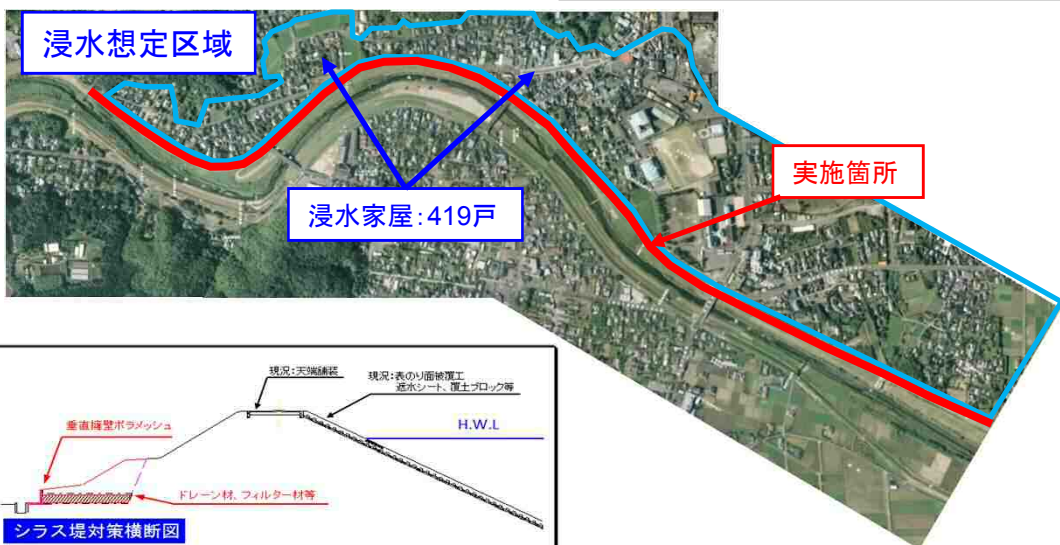 浸水想定区域
実施箇所
浸水家屋:419戸
現況:天端舗装
現況:表のり面被覆工
遮水シート、覆土ブロック等
H.W.L
垂直擁壁ボラメッシュ
ドレーン材、フィルター材等
シラス堤対策横断図